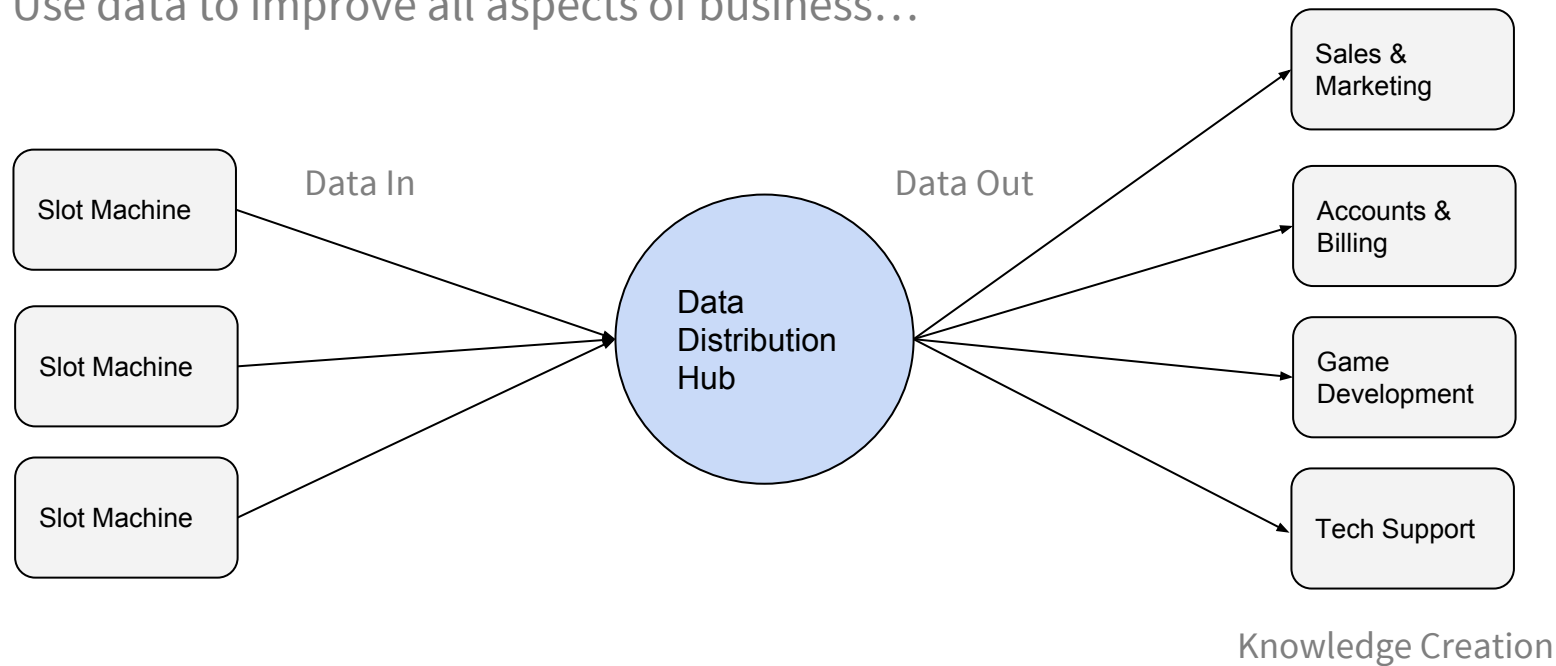 Use data to improve all aspects of business…
Sales &
Marketing
Data In
Data Out
Slot Machine
Accounts &
Billing
Data
Distribution
Hub
Slot Machine
Game
Development
Slot Machine
Tech Support
Knowledge Creation